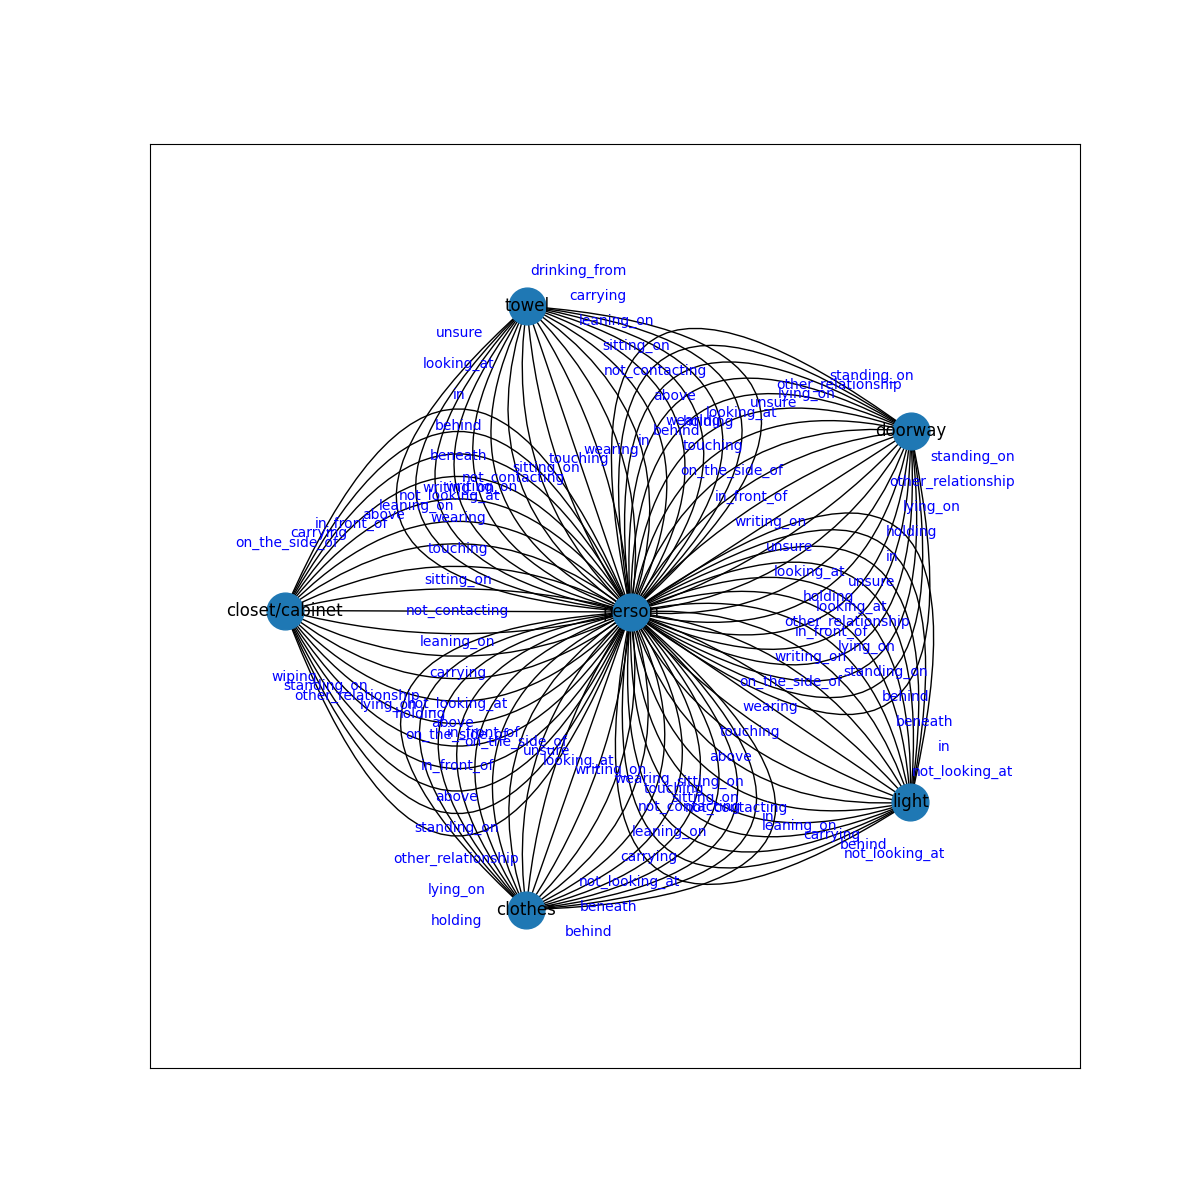 drinking_from
carrying
towel
leaning_on
unsure
sitting_on
looking_at
not_contacting
standing_on
other_relationship
in
above
lying_on
unsure
looking_at
wearing
holding
behind
behind
doorway
in
touching
wearing
beneath
touching
standing_on
sitting_on
on_the_side_of
not_contacting
other_relationship
writing_on
writing_on
not_looking_at
in_front_of
leaning_on
lying_on
above
wearing
in_front_of
writing_on
carrying
holding
on_the_side_of
touching
unsure
in
looking_at
sitting_on
unsure
holding
looking_at
closet/cabinet
not_contacting
person
other_relationship
in_front_of
leaning_on
lying_on
writing_on
carrying
standing_on
wiping
on_the_side_of
standing_on
other_relationship
behind
lying_on
not_looking_at
wearing
holding
above
beneath
on_the_side_of
in_front_of
touching
on_the_side_of
in
unsure
above
looking_at
in_front_of
writing_on
not_looking_at
wearing
sitting_on
touching
above
sitting_on
light
not_contacting
not_contacting
in
standing_on
leaning_on
leaning_on
carrying
behind
other_relationship
carrying
not_looking_at
lying_on
not_looking_at
clothes
beneath
holding
behind